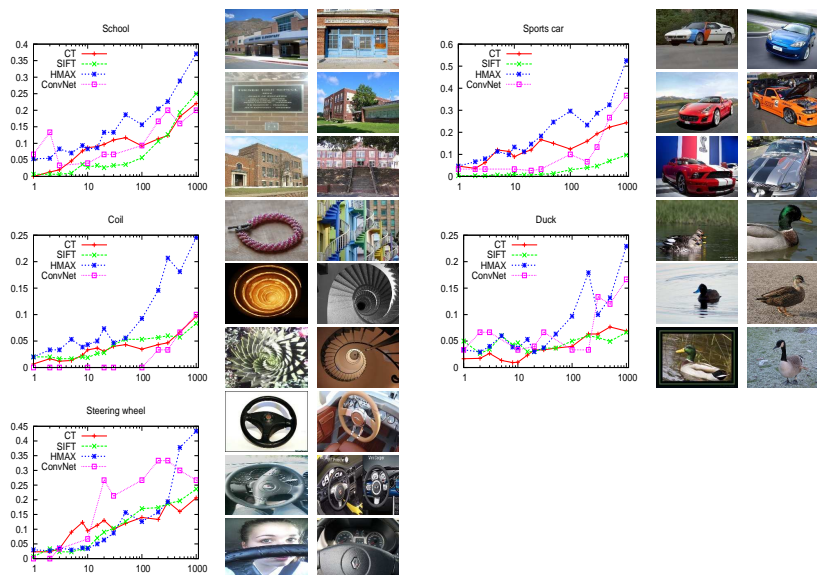 School
0.4
0.35
0.3
0.25
0.2
0.15
0.1
0.05
0
CT
SIFT
HMAX
ConvNet
1 10 100 1000
Sports car
0.6
0.5
0.4
0.3
0.2
0.1
0
CT
SIFT
HMAX
ConvNet
1 10 100 1000
Coil
0.25
0.2
0.15
0.1
0.05
0
CT
SIFT
HMAX
ConvNet
1 10 100 1000
Duck
0.25
0.2
0.15
0.1
0.05
0
CT
SIFT
HMAX
ConvNet
1 10 100 1000
Steering wheel
0.45
0.4
0.35
0.3
0.25
0.2
0.15
0.1
0.05
0
CT
SIFT
HMAX
ConvNet
1 10 100 1000